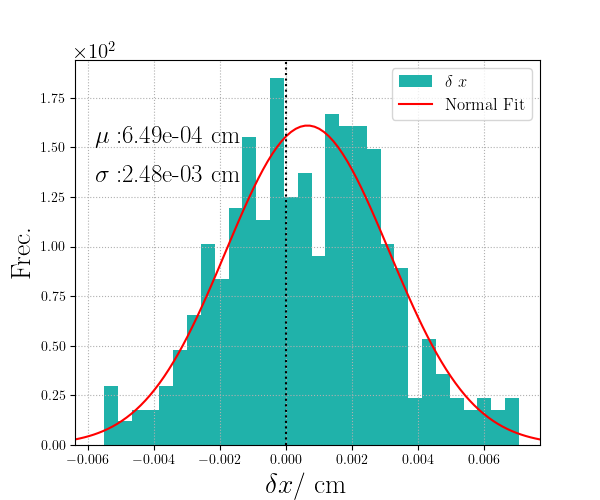 ×10²
δ x
Normal Fit
μ :6.49e-04 cm
σ :2.48e-03 cm
Frec.
1.75
1.50
1.25
1.00
0.75
0.50
0.25
0.00
−0.006 −0.004 −0.002 0.000 0.002 0.004 0.006
δx/ cm